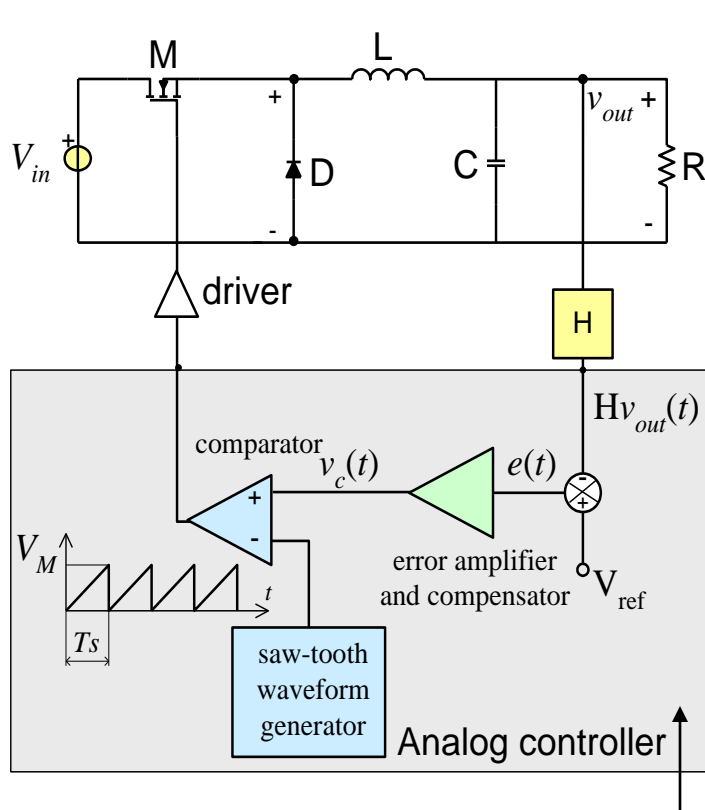 M
L
+
v_out +
+
V_in
D
C
R
-
-
driver
H
Hv_out(t)
comparator
v_c(t)
e(t)
-
+
+
-
V_M
t
Ts
error amplifier
and compensator
V_ref
saw-tooth
waveform
generator
Analog controller